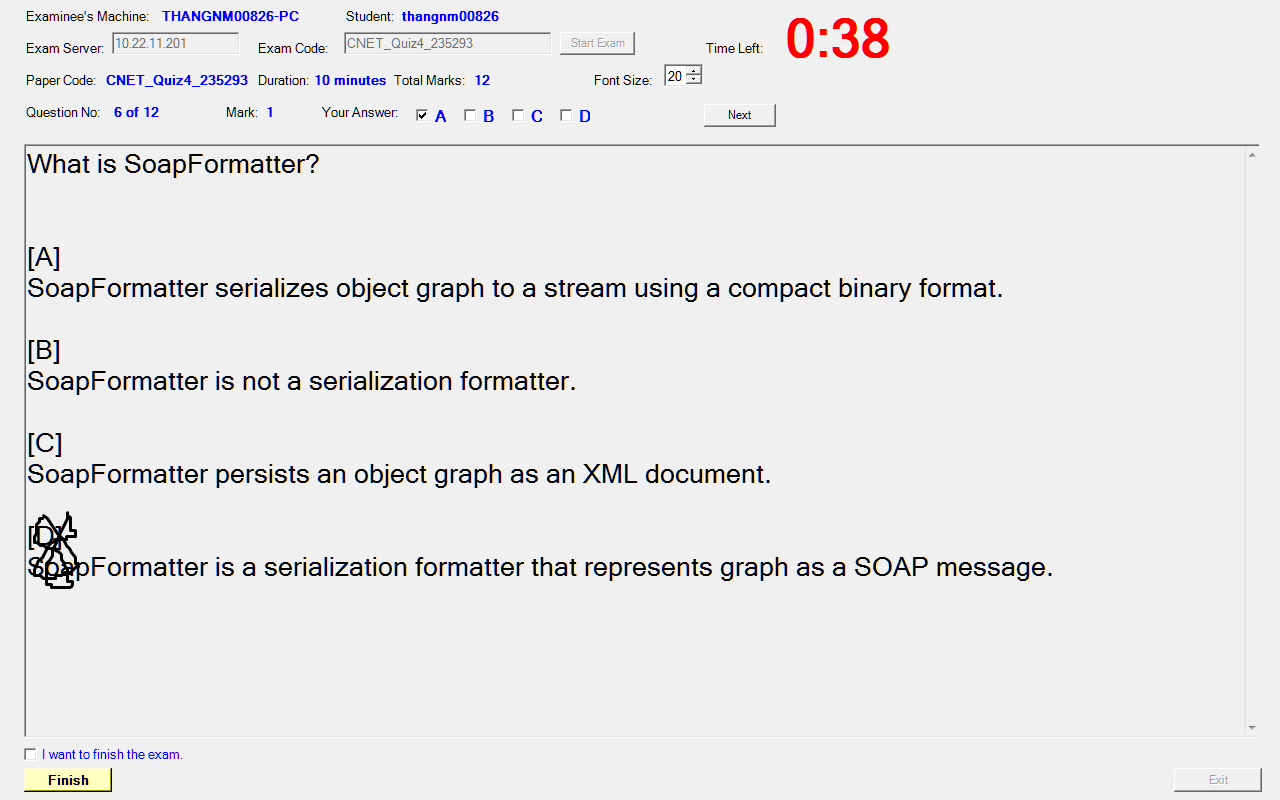 Examinee's Machine: THANGNM00826-PC Student: thangnm00826
Exam Server: 10.22.11.201 Exam Code: CNET_Quiz4_235293 Start Exam Time Left: 0:38
Paper Code: CNET_Quiz4_235293 Duration: 10 minutes Total Marks: 12 Font Size: 20
Question No: 6 of 12 Mark: 1 Your Answer: A B C D Next
What is SoapFormatter?
[A]
SoapFormatter serializes object graph to a stream using a compact binary format.
[B]
SoapFormatter is not a serialization formatter.
[C]
SoapFormatter persists an object graph as an XML document.
[D]
SoapFormatter is a serialization formatter that represents graph as a SOAP message.
I want to finish the exam.
Finish Exit